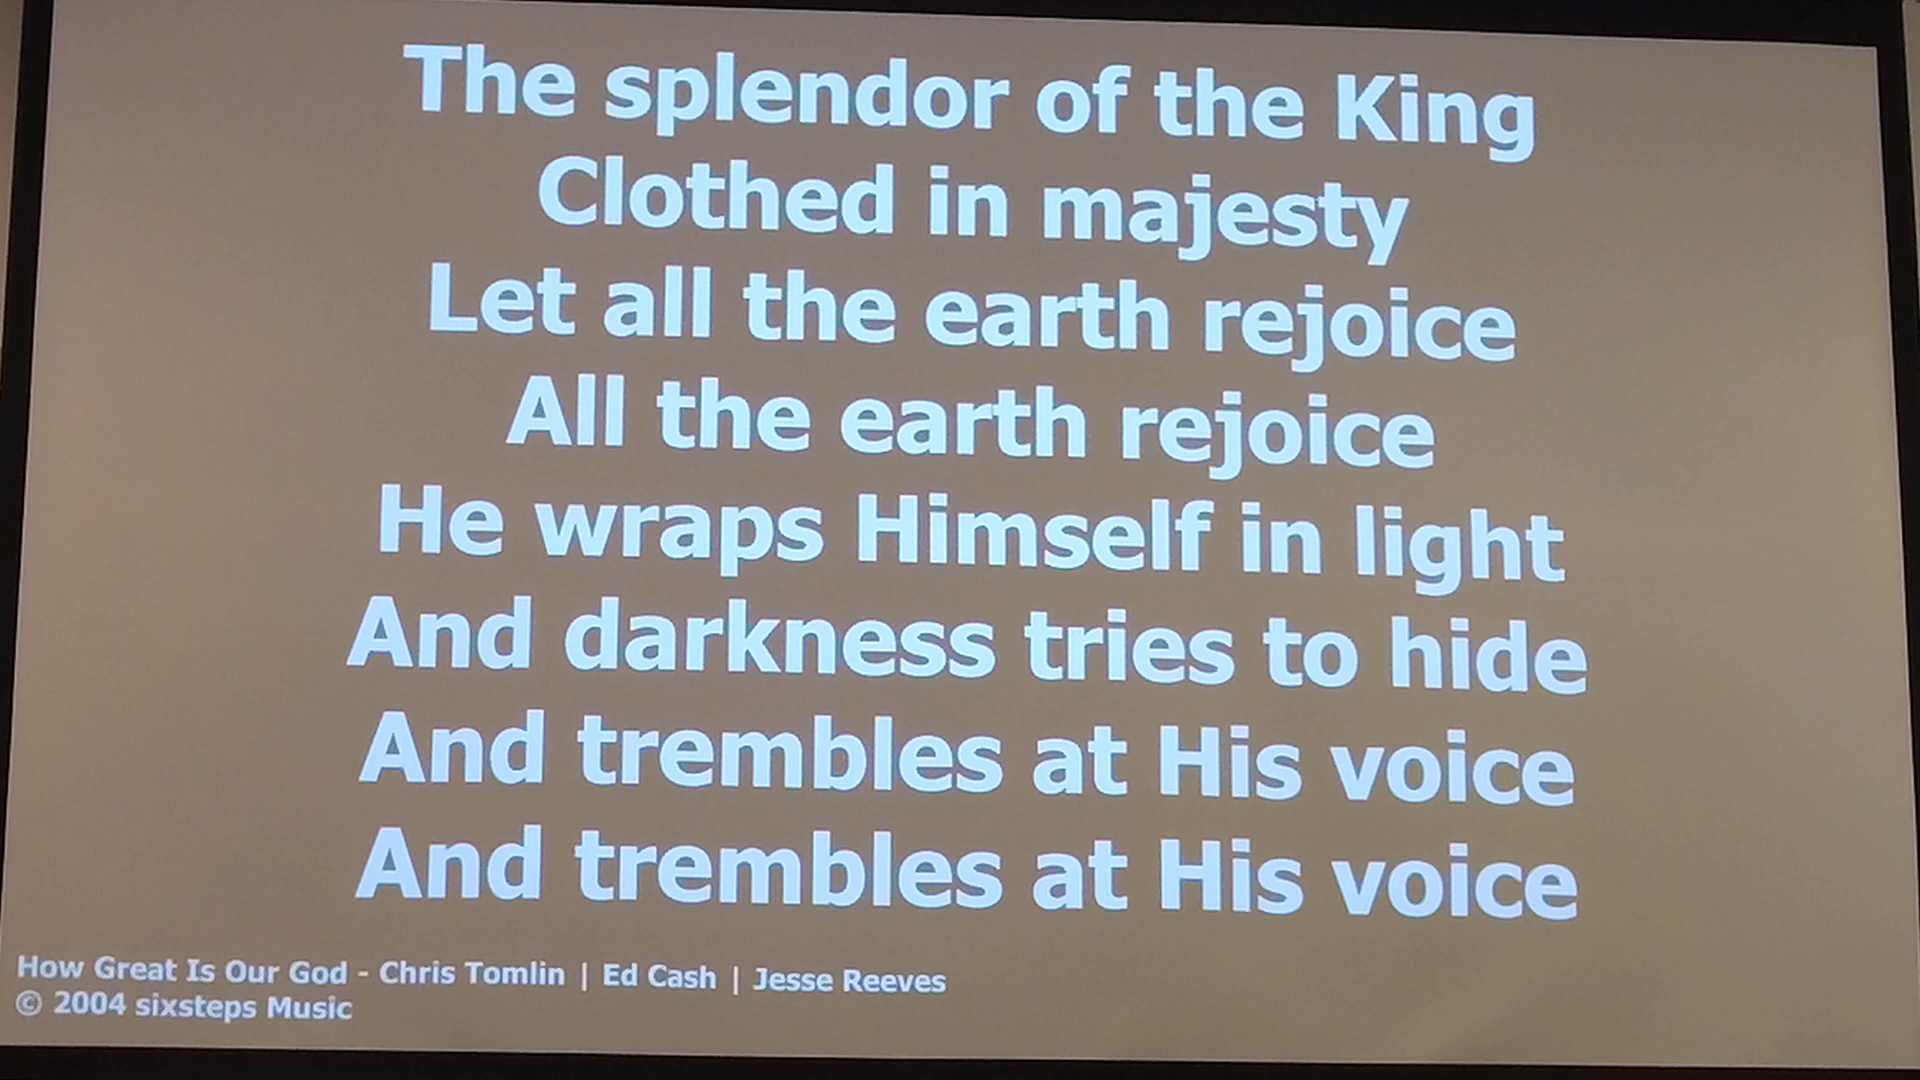 The splendor of the King
Clothed in majesty
Let all the earth rejoice
All the earth rejoice
He wraps Himself in light
And darkness tries to hide
And trembles at His voice
And trembles at His voice
How Great Is Our God - Chris Tomlin | Ed Cash | Jesse Reeves
© 2004 sixsteps Music